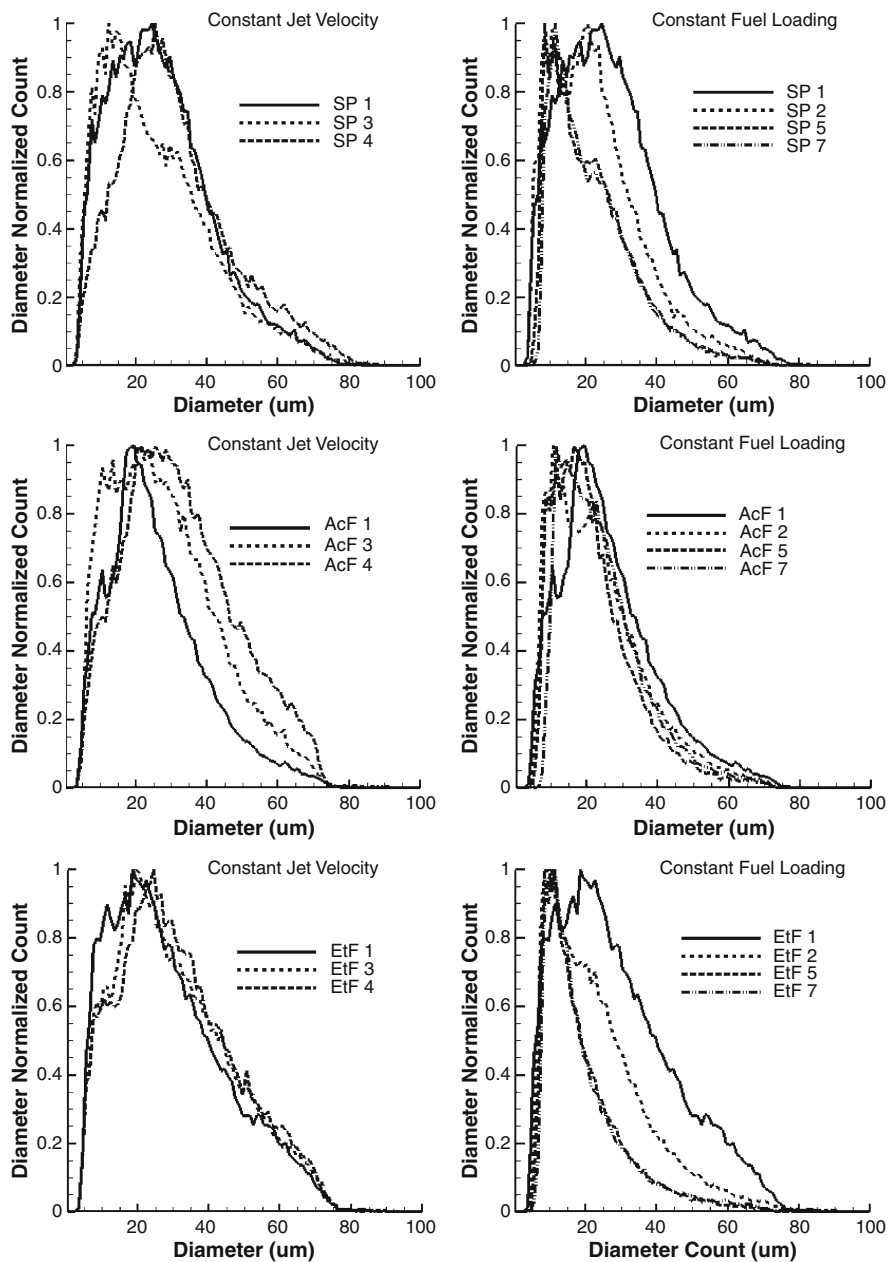 Constant Jet Velocity
Diameter Normalized Count
1
0.8
0.6
0.4
0.2
0
SP 1
SP 3
SP 4
20 40 60 80 100
Diameter (um)
Constant Fuel Loading
Diameter Normalized Count
1
0.8
0.6
0.4
0.2
0
SP 1
SP 2
SP 5
SP 7
20 40 60 80 100
Diameter (um)
Constant Jet Velocity
Diameter Normalized Count
1
0.8
0.6
0.4
0.2
0
AcF 1
AcF 3
AcF 4
20 40 60 80 100
Diameter (um)
Constant Fuel Loading
Diameter Normalized Count
1
0.8
0.6
0.4
0.2
0
AcF 1
AcF 2
AcF 5
AcF 7
20 40 60 80 100
Diameter (um)
Constant Jet Velocity
Diameter Normalized Count
1
0.8
0.6
0.4
0.2
0
EtF 1
EtF 3
EtF 4
20 40 60 80 100
Diameter (um)
Constant Fuel Loading
Diameter Normalized Count
1
0.8
0.6
0.4
0.2
0
EtF 1
EtF 2
EtF 5
EtF 7
20 40 60 80 100
Diameter Count (um)